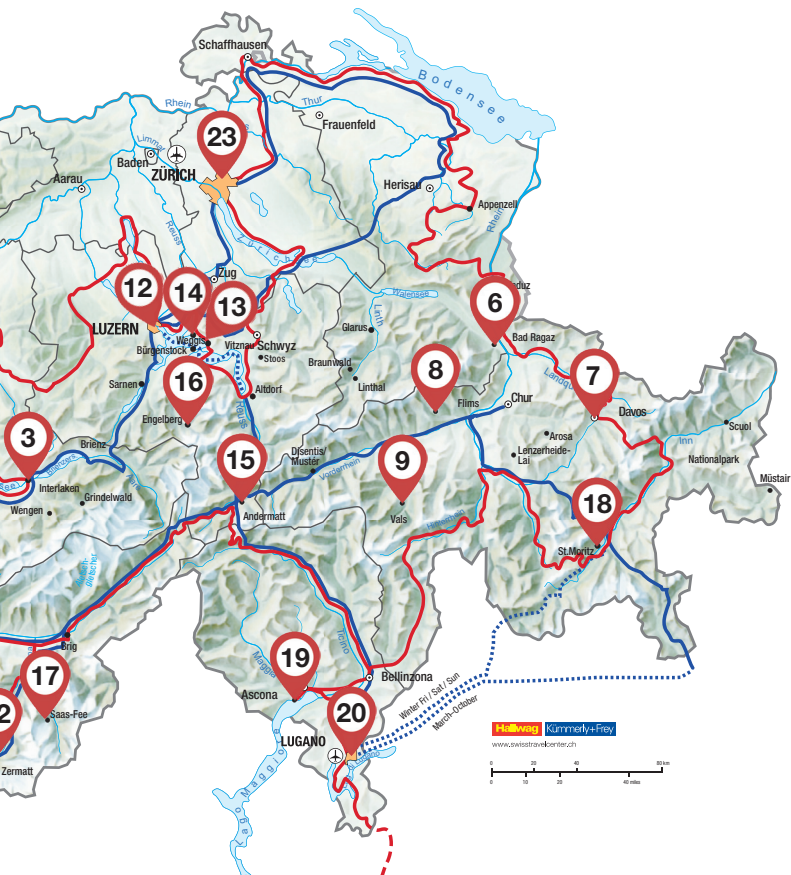 Schaffhausen
Bodensee
Rhein
Thur
Frauenfeld
23
Limmat
Baden
ZÜRICH
Aarau
Herisau
Appenzell
Rhein
Reuss
Zürichsee
Zug
Walensee
12
14
13
6
Linth
LUZERN
Weggis
Bürgenstock
Vitznau
Schwyz
Stoos
Glarus
Bad Ragaz
Braunwald
Linthal
8
7
Sarnen
16
Altdorf
Reuss
Flims
Chur
Davos
Engelberg
3
Brienz
15
Disentis/
Mustér
Vorderrhein
9
Arosa
Lenzerheide-
Lai
Inn
Scuol
Nationalpark
Müstair
Interlaken
Grindelwald
Wengen
Andermatt
Vals
Hinterrhein
18
St.Moritz
Brig
17
Ticino
Maggia
19
Saas-Fee
2
Ascona
Bellinzona
20
Winter Fri / Sat / Sun
March–October
LUGANO
Zermatt
Lago Maggiore
Hallwag Kümmerly+Frey
www.swisstravelcenter.ch
0 20 40 80 km
0 10 20 40 miles